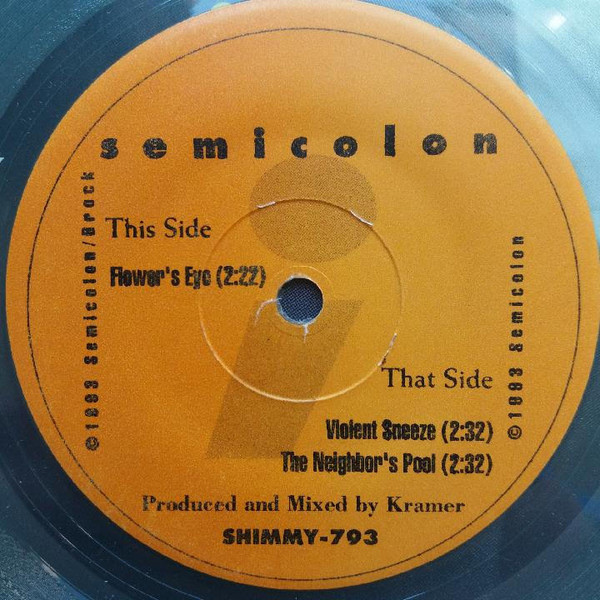 semicolon
This Side
Flower's Eye (2:22)
©1993 Semicolon/Brock
That Side
Violent Sneeze (2:32)
The Neighbor's Pool (2:32)
©1993 Semicolon
Produced and Mixed by Kramer
SHIMMY-793